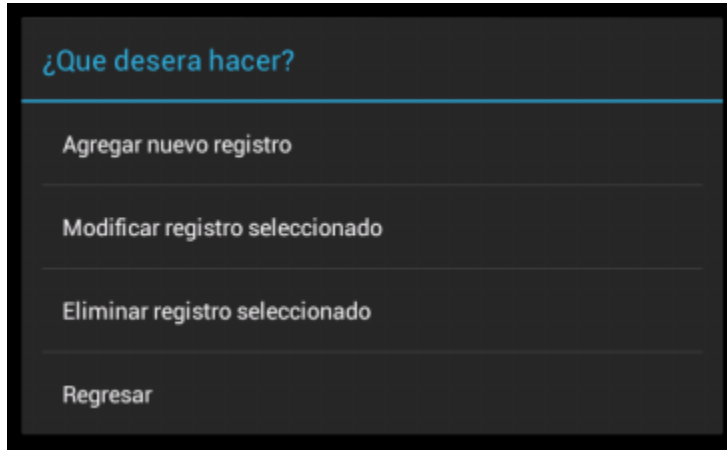 ¿Que desera hacer?
Agregar nuevo registro
Modificar registro seleccionado
Eliminar registro seleccionado
Regresar